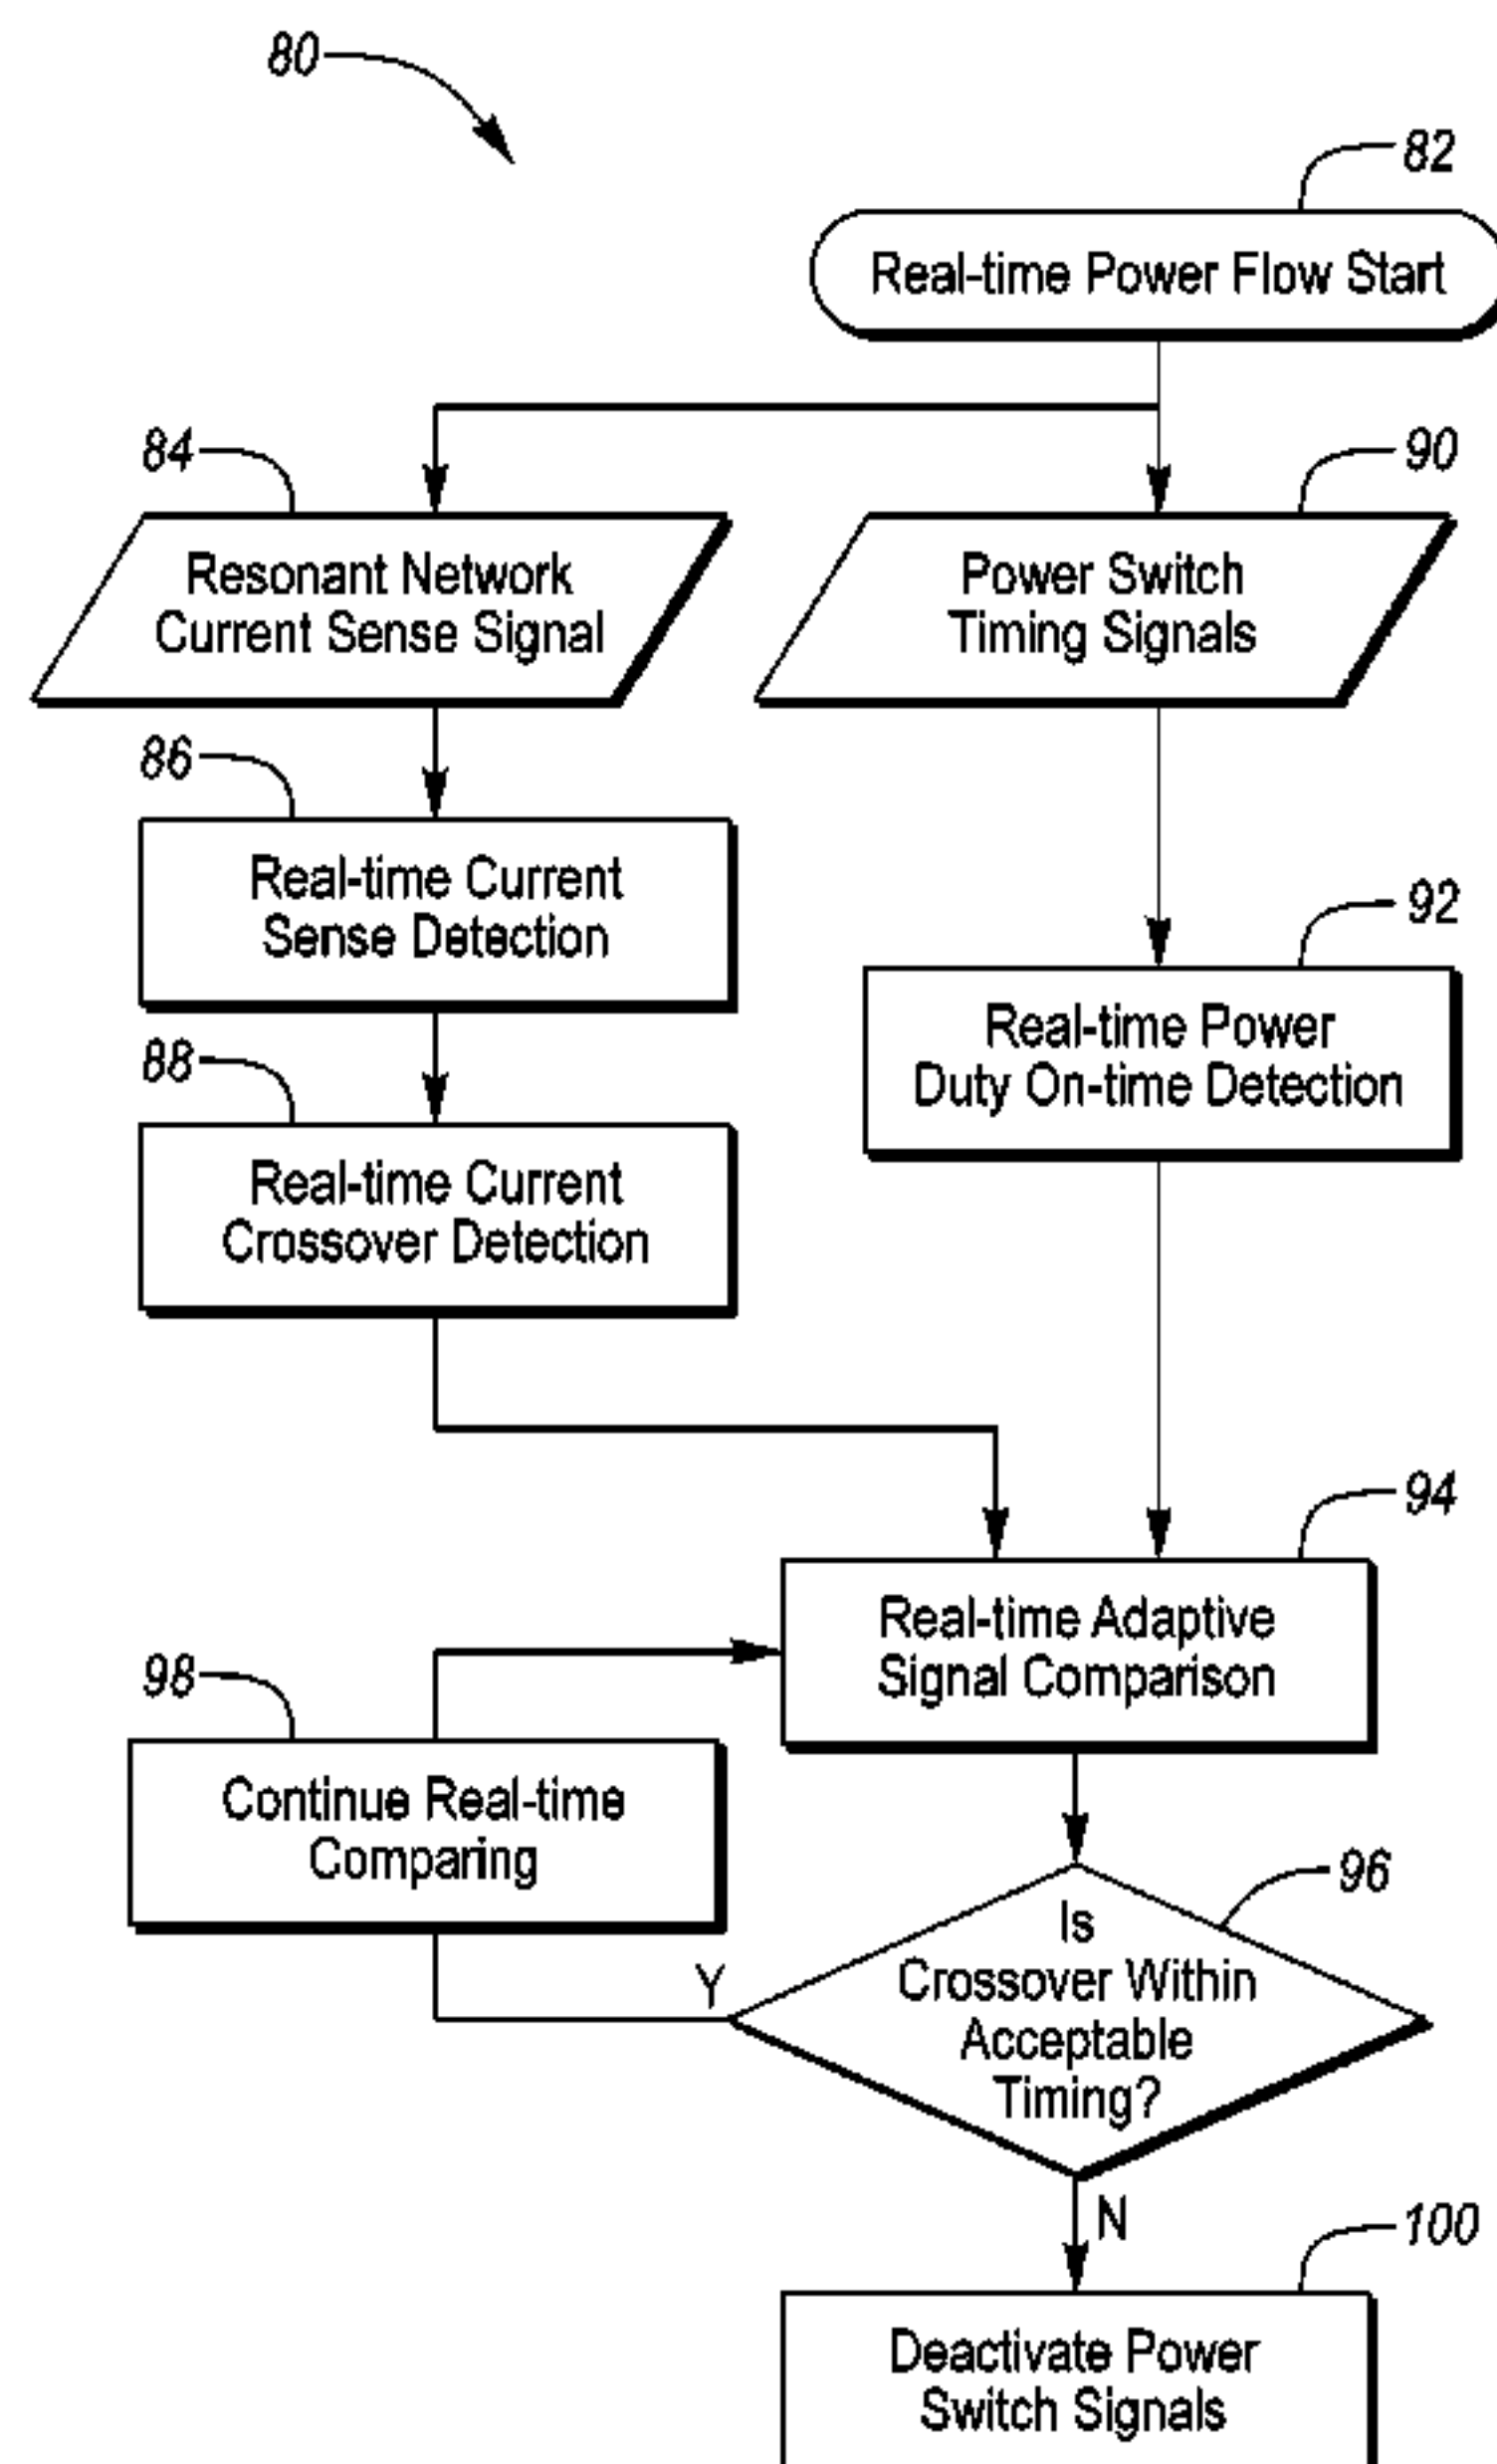 80
82
Real-time Power Flow Start
84
90
Resonant Network
Current Sense Signal
Power Switch
Timing Signals
86
Real-time Current
Sense Detection
92
Real-time Power
Duty On-time Detection
88
Real-time Current
Crossover Detection
94
Real-time Adaptive
Signal Comparison
98
Continue Real-time
Comparing
96
Is
Crossover Within
Acceptable
Timing?
Y
N
100
Deactivate Power
Switch Signals